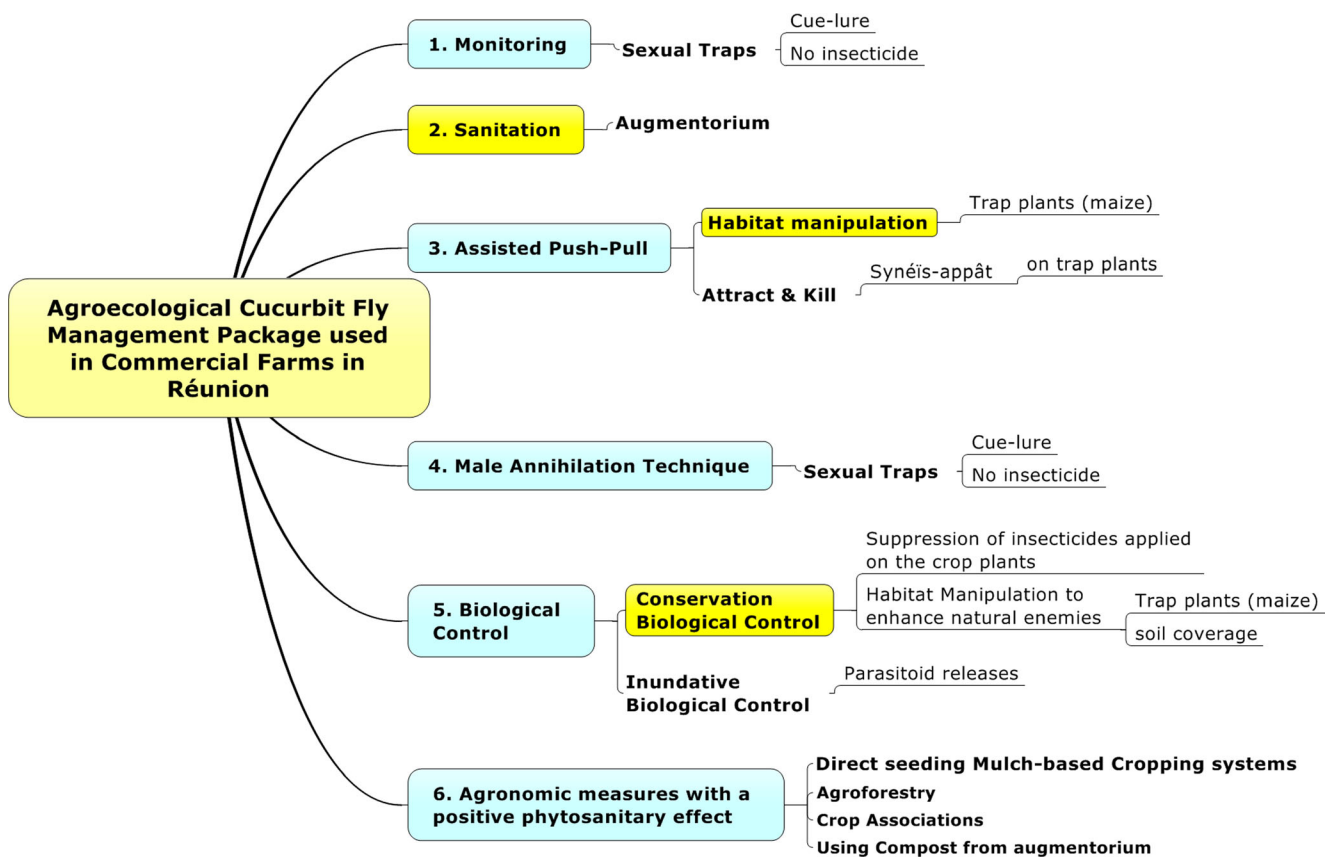 Agroecological Cucurbit Fly
Management Package used
in Commercial Farms in
Réunion
1. Monitoring
Sexual Traps
Cue-lure
No insecticide
2. Sanitation
Augmentorium
3. Assisted Push-Pull
Habitat manipulation
Trap plants (maize)
Attract & Kill
Synéïs-appât
on trap plants
4. Male Annihilation Technique
Sexual Traps
Cue-lure
No insecticide
5. Biological
Control
Conservation
Biological Control
Suppression of insecticides applied
on the crop plants
Habitat Manipulation to
enhance natural enemies
Trap plants (maize)
soil coverage
Inundative
Biological Control
Parasitoid releases
6. Agronomic measures with a
positive phytosanitary effect
Direct seeding Mulch-based Cropping systems
Agroforestry
Crop Associations
Using Compost from augmentorium